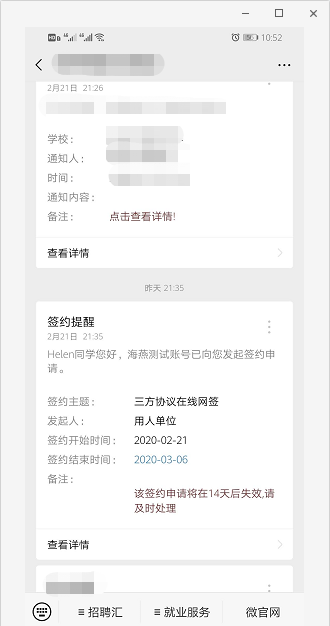 10:52
2月21日 21:26
学校：
通知人：
时间：
通知内容：
备注： 点击查看详情!
查看详情
昨天 21:35
签约提醒
2月21日 21:35
Helen同学您好，海燕测试账号已向您发起签约申
请。
签约主题： 三方协议在线网签
发起人： 用人单位
签约开始时间： 2020-02-21
签约结束时间： 2020-03-06
备注：
该签约申请将在14天后失效,请
及时处理
查看详情
≡ 招聘汇 ≡ 就业服务 微官网